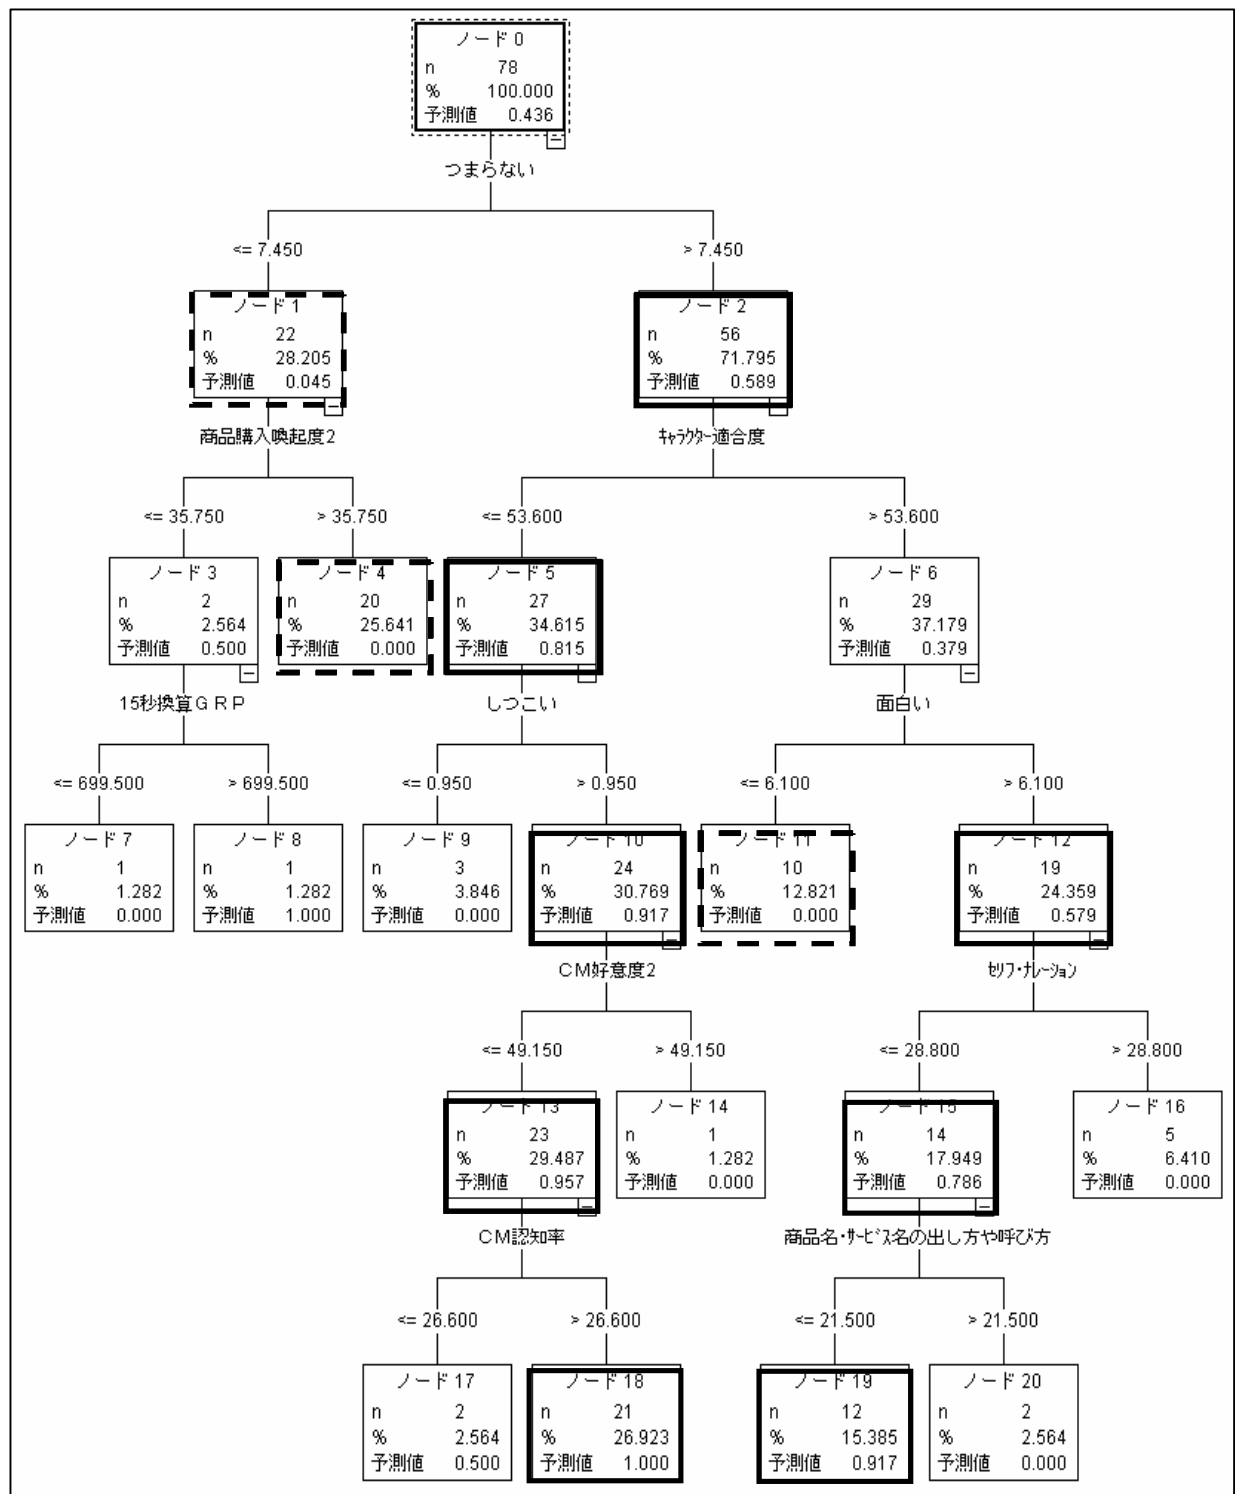 ノード 0
n 78
% 100.000
予測値 0.436
つまらない
<= 7.450
> 7.450
ノード 1
n 22
% 28.205
予測値 0.045
商品購入喚起度2
ノード 2
n 56
% 71.795
予測値 0.589
ｷｬﾗｸﾀｰ適合度
<= 35.750
> 35.750
<= 53.600
> 53.600
ノード 3
n 2
% 2.564
予測値 0.500
15秒換算ＧＲＰ
ノード 4
n 20
% 25.641
予測値 0.000
ノード 5
n 27
% 34.615
予測値 0.815
しつこい
ノード 6
n 29
% 37.179
予測値 0.379
面白い
<= 699.500
> 699.500
<= 0.950
> 0.950
<= 6.100
> 6.100
ノード 7
n 1
% 1.282
予測値 0.000
ノード 8
n 1
% 1.282
予測値 1.000
ノード 9
n 3
% 3.846
予測値 0.000
ノード 10
n 24
% 30.769
予測値 0.917
ＣＭ好意度2
ノード 11
n 10
% 12.821
予測値 0.000
ノード 12
n 19
% 24.359
予測値 0.579
ｾﾘﾌ･ﾅﾚｰｼｮﾝ
<= 49.150
> 49.150
<= 28.800
> 28.800
ノード 13
n 23
% 29.487
予測値 0.957
ＣＭ認知率
ノード 14
n 1
% 1.282
予測値 0.000
ノード 15
n 14
% 17.949
予測値 0.786
商品名･ｻｰﾋﾞｽ名の出し方や呼び方
ノード 16
n 5
% 6.410
予測値 0.000
<= 26.600
> 26.600
<= 21.500
> 21.500
ノード 17
n 2
% 2.564
予測値 0.500
ノード 18
n 21
% 26.923
予測値 1.000
ノード 19
n 12
% 15.385
予測値 0.917
ノード 20
n 2
% 2.564
予測値 0.000